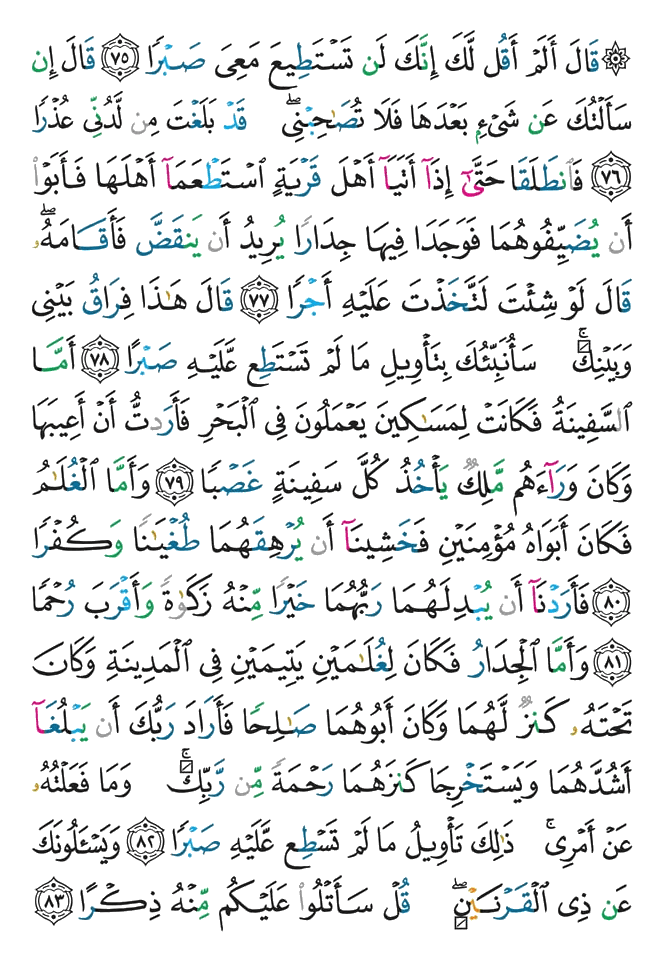 ۞ قَالَ أَلَمْ أَقُل لَّكَ إِنَّكَ لَن تَسْتَطِيعَ مَعِىَ صَبْرًا ۝٧٥ قَالَ إِن
سَأَلْتُكَ عَن شَىْءٍۭ بَعْدَهَا فَلَا تُصَٰحِبْنِى ۖ قَدْ بَلَغْتَ مِن لَّدُنِّى عُذْرًا
۝٧٦ فَٱنطَلَقَا حَتَّىٰٓ إِذَآ أَتَيَآ أَهْلَ قَرْيَةٍ ٱسْتَطْعَمَآ أَهْلَهَا فَأَبَوْا۟
أَن يُضَيِّفُوهُمَا فَوَجَدَا فِيهَا جِدَارًا يُرِيدُ أَن يَنقَضَّ فَأَقَامَهُۥ ۖ
قَالَ لَوْ شِئْتَ لَتَّخَذْتَ عَلَيْهِ أَجْرًا ۝٧٧ قَالَ هَٰذَا فِرَاقُ بَيْنِى
وَبَيْنِكَ ۚ سَأُنَبِّئُكَ بِتَأْوِيلِ مَا لَمْ تَسْتَطِع عَّلَيْهِ صَبْرًا ۝٧٨ أَمَّا
ٱلسَّفِينَةُ فَكَانَتْ لِمَسَٰكِينَ يَعْمَلُونَ فِى ٱلْبَحْرِ فَأَرَدتُّ أَنْ أَعِيبَهَا
وَكَانَ وَرَآءَهُم مَّلِكٌ يَأْخُذُ كُلَّ سَفِينَةٍ غَصْبًا ۝٧٩ وَأَمَّا ٱلْغُلَٰمُ
فَكَانَ أَبَوَاهُ مُؤْمِنَيْنِ فَخَشِينَآ أَن يُرْهِقَهُمَا طُغْيَٰنًا وَكُفْرًا
۝٨٠ فَأَرَدْنَآ أَن يُبْدِلَهُمَا رَبُّهُمَا خَيْرًا مِّنْهُ زَكَوٰةً وَأَقْرَبَ رُحْمًا
۝٨١ وَأَمَّا ٱلْجِدَارُ فَكَانَ لِغُلَٰمَيْنِ يَتِيمَيْنِ فِى ٱلْمَدِينَةِ وَكَانَ
تَحْتَهُۥ كَنزٌ لَّهُمَا وَكَانَ أَبُوهُمَا صَٰلِحًا فَأَرَادَ رَبُّكَ أَن يَبْلُغَآ
أَشُدَّهُمَا وَيَسْتَخْرِجَا كَنزَهُمَا رَحْمَةً مِّن رَّبِّكَ ۚ وَمَا فَعَلْتُهُۥ
عَنْ أَمْرِى ۚ ذَٰلِكَ تَأْوِيلُ مَا لَمْ تَسْطِع عَّلَيْهِ صَبْرًا ۝٨٢ وَيَسْـَٔلُونَكَ
عَن ذِى ٱلْقَرْنَيْنِ ۖ قُلْ سَأَتْلُوا۟ عَلَيْكُم مِّنْهُ ذِكْرًا ۝٨٣